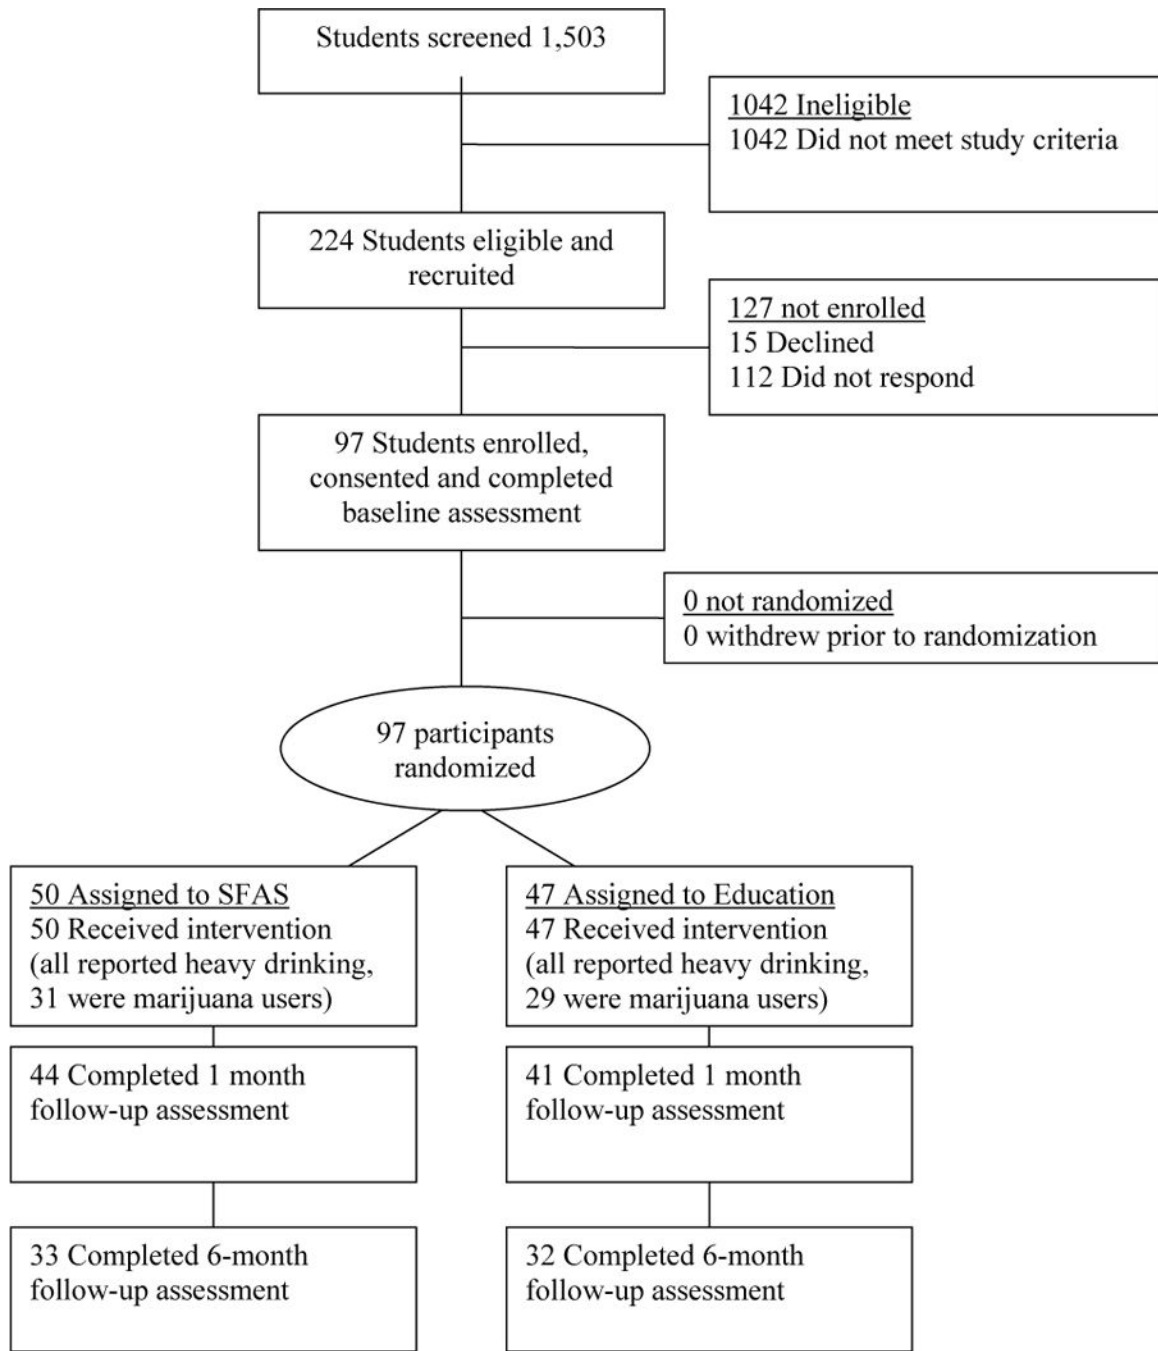 Students screened 1,503
1042 Ineligible
1042 Did not meet study criteria
224 Students eligible and
recruited
127 not enrolled
15 Declined
112 Did not respond
97 Students enrolled,
consented and completed
baseline assessment
0 not randomized
0 withdrew prior to randomization
97 participants
randomized
50 Assigned to SFAS
50 Received intervention
(all reported heavy drinking,
31 were marijuana users)
47 Assigned to Education
47 Received intervention
(all reported heavy drinking,
29 were marijuana users)
44 Completed 1 month
follow-up assessment
41 Completed 1 month
follow-up assessment
33 Completed 6-month
follow-up assessment
32 Completed 6-month
follow-up assessment